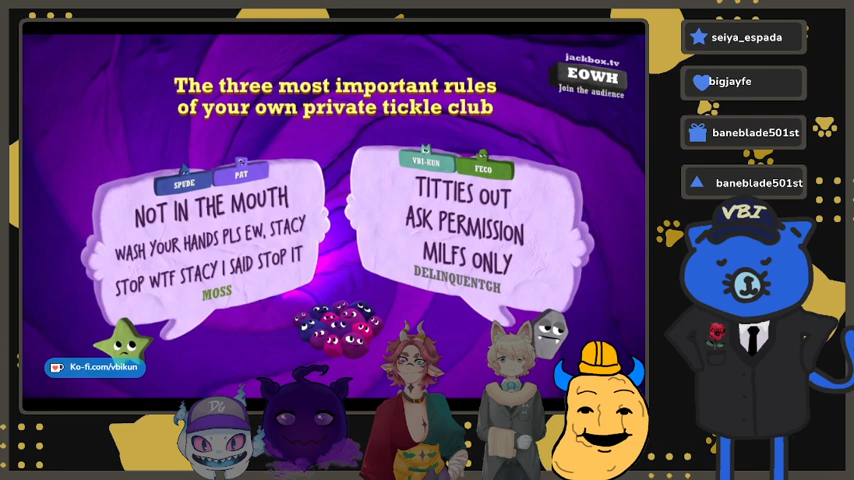 The three most important rules
of your own private tickle club
jackbox.tv
EOWH
Join the audience
SPUDE
PAT
NOT IN THE MOUTH
WASH YOUR HANDS PLS EW, STACY
STOP WTF STACY I SAID STOP IT
MOSS
VBI-KUN
FECO
TITTIES OUT
ASK PERMISSION
MILFS ONLY
DELINQUENTGH
Ko-fi.com/vbikun
seiya_espada
bigjayfe
baneblade501st
baneblade501st
VBI
DG